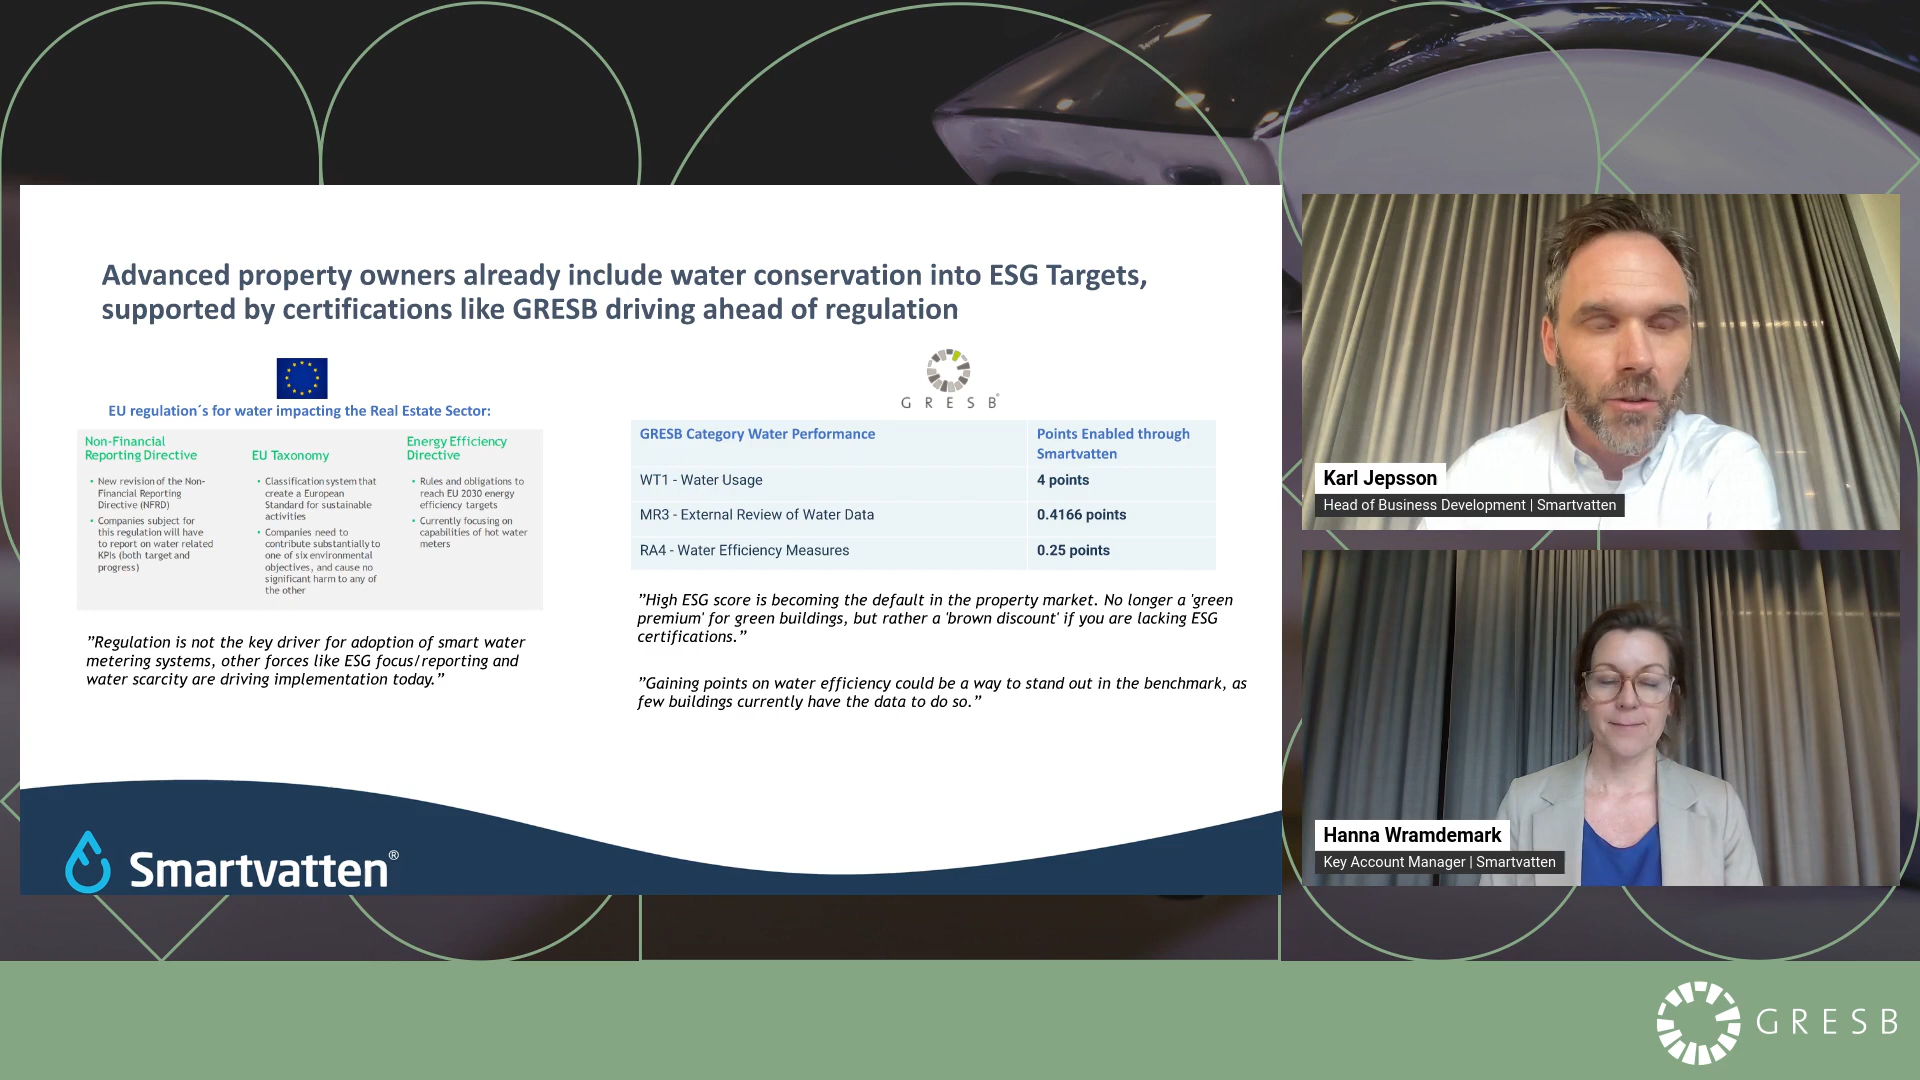 Advanced property owners already include water conservation into ESG Targets,
supported by certifications like GRESB driving ahead of regulation
EU regulation´s for water impacting the Real Estate Sector:
Non-Financial
Reporting Directive
• New revision of the Non-
Financial Reporting
Directive (NFRD)
• Companies subject for
this regulation will have
to report on water related
KPIs (both target and
progress)
EU Taxonomy
• Classification system that
create a European
Standard for sustainable
activities
• Companies need to
contribute substantially to
one of six environmental
objectives, and cause no
significant harm to any of
the other
Energy Efficiency
Directive
• Rules and obligations to
reach EU 2030 energy
efficiency targets
• Currently focusing on
capabilities of hot water
meters
”Regulation is not the key driver for adoption of smart water
metering systems, other forces like ESG focus/reporting and
water scarcity are driving implementation today.”
GRESB®
GRESB Category Water Performance
Points Enabled through
Smartvatten
WT1 - Water Usage
4 points
MR3 - External Review of Water Data
0.4166 points
RA4 - Water Efficiency Measures
0.25 points
”High ESG score is becoming the default in the property market. No longer a 'green
premium' for green buildings, but rather a 'brown discount' if you are lacking ESG
certifications.”
”Gaining points on water efficiency could be a way to stand out in the benchmark, as
few buildings currently have the data to do so.”
Smartvatten®
Karl Jepsson
Head of Business Development | Smartvatten
Hanna Wramdemark
Key Account Manager | Smartvatten
GRESB